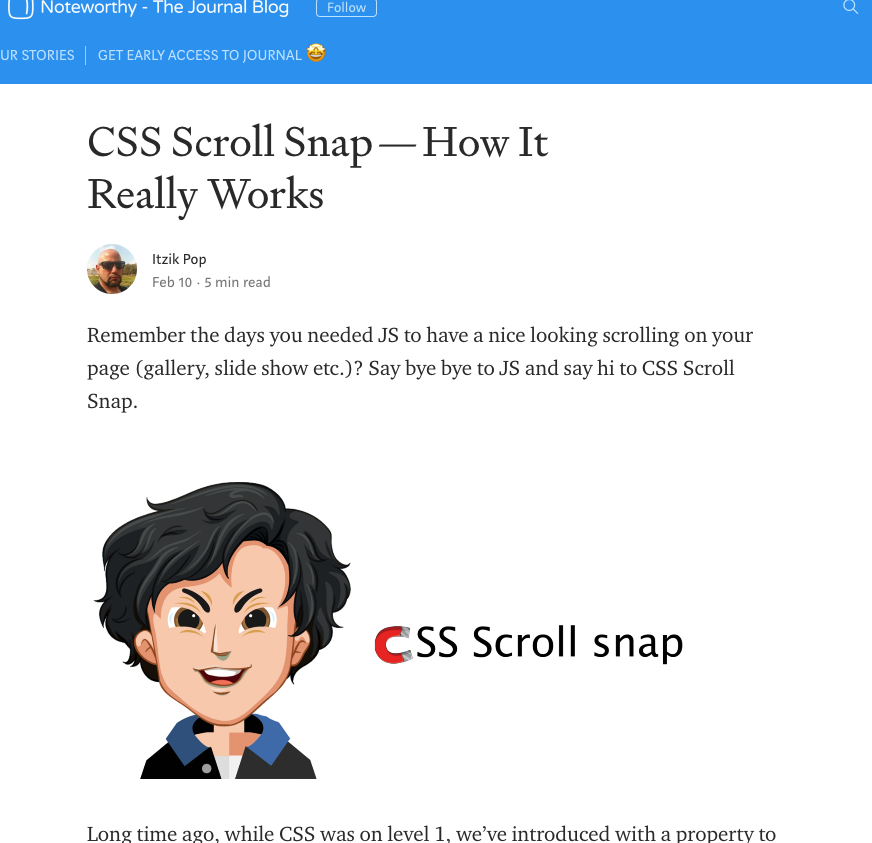 Noteworthy - The Journal Blog Follow
UR STORIES GET EARLY ACCESS TO JOURNAL 🤩
CSS Scroll Snap — How It
Really Works
Itzik Pop
Feb 10 · 5 min read
Remember the days you needed JS to have a nice looking scrolling on your
page (gallery, slide show etc.)? Say bye bye to JS and say hi to CSS Scroll
Snap.
CSS Scroll snap
Long time ago, while CSS was on level 1, we’ve introduced with a property to